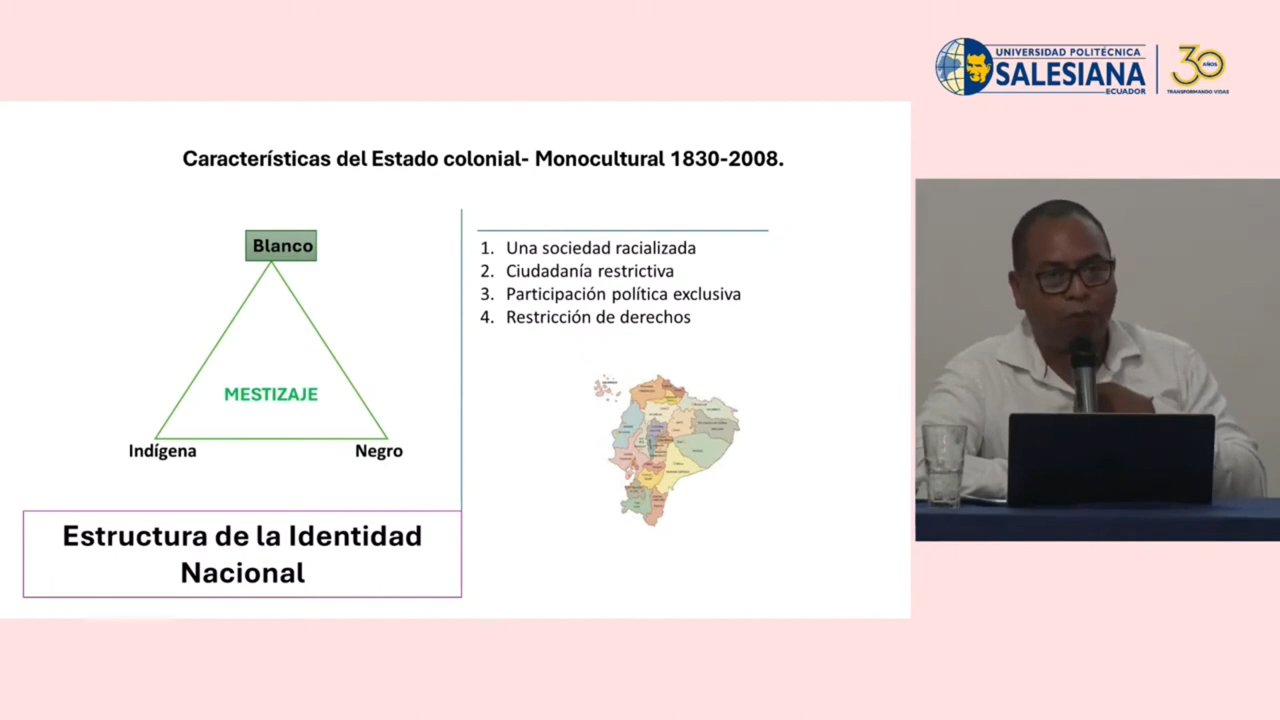 UNIVERSIDAD POLITÉCNICA
SALESIANA
ECUADOR
30
AÑOS
TRANSFORMANDO VIDAS
Características del Estado colonial- Monocultural 1830-2008.
Blanco
MESTIZAJE
Indígena
Negro
Estructura de la Identidad
Nacional
1. Una sociedad racializada
2. Ciudadanía restrictiva
3. Participación política exclusiva
4. Restricción de derechos